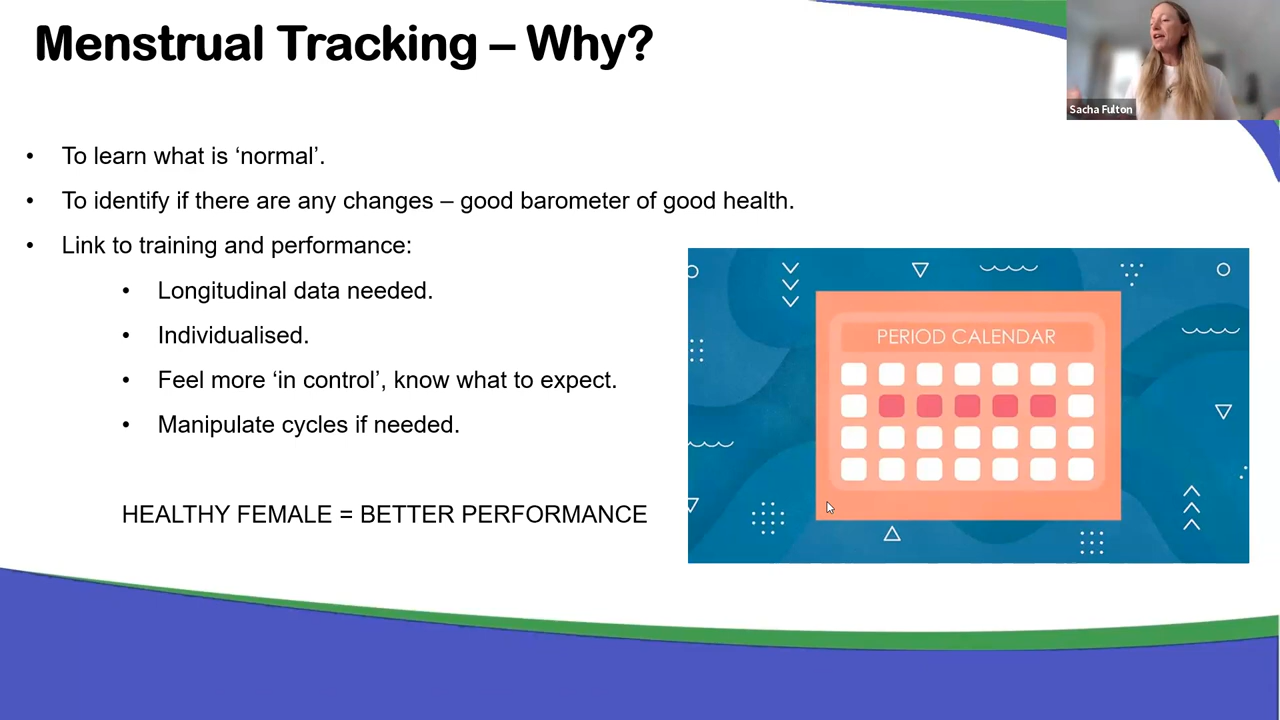 Menstrual Tracking – Why?
Sacha Fulton
• To learn what is ‘normal’.
• To identify if there are any changes – good barometer of good health.
• Link to training and performance:
• Longitudinal data needed.
• Individualised.
• Feel more ‘in control’, know what to expect.
• Manipulate cycles if needed.
HEALTHY FEMALE = BETTER PERFORMANCE
PERIOD CALENDAR